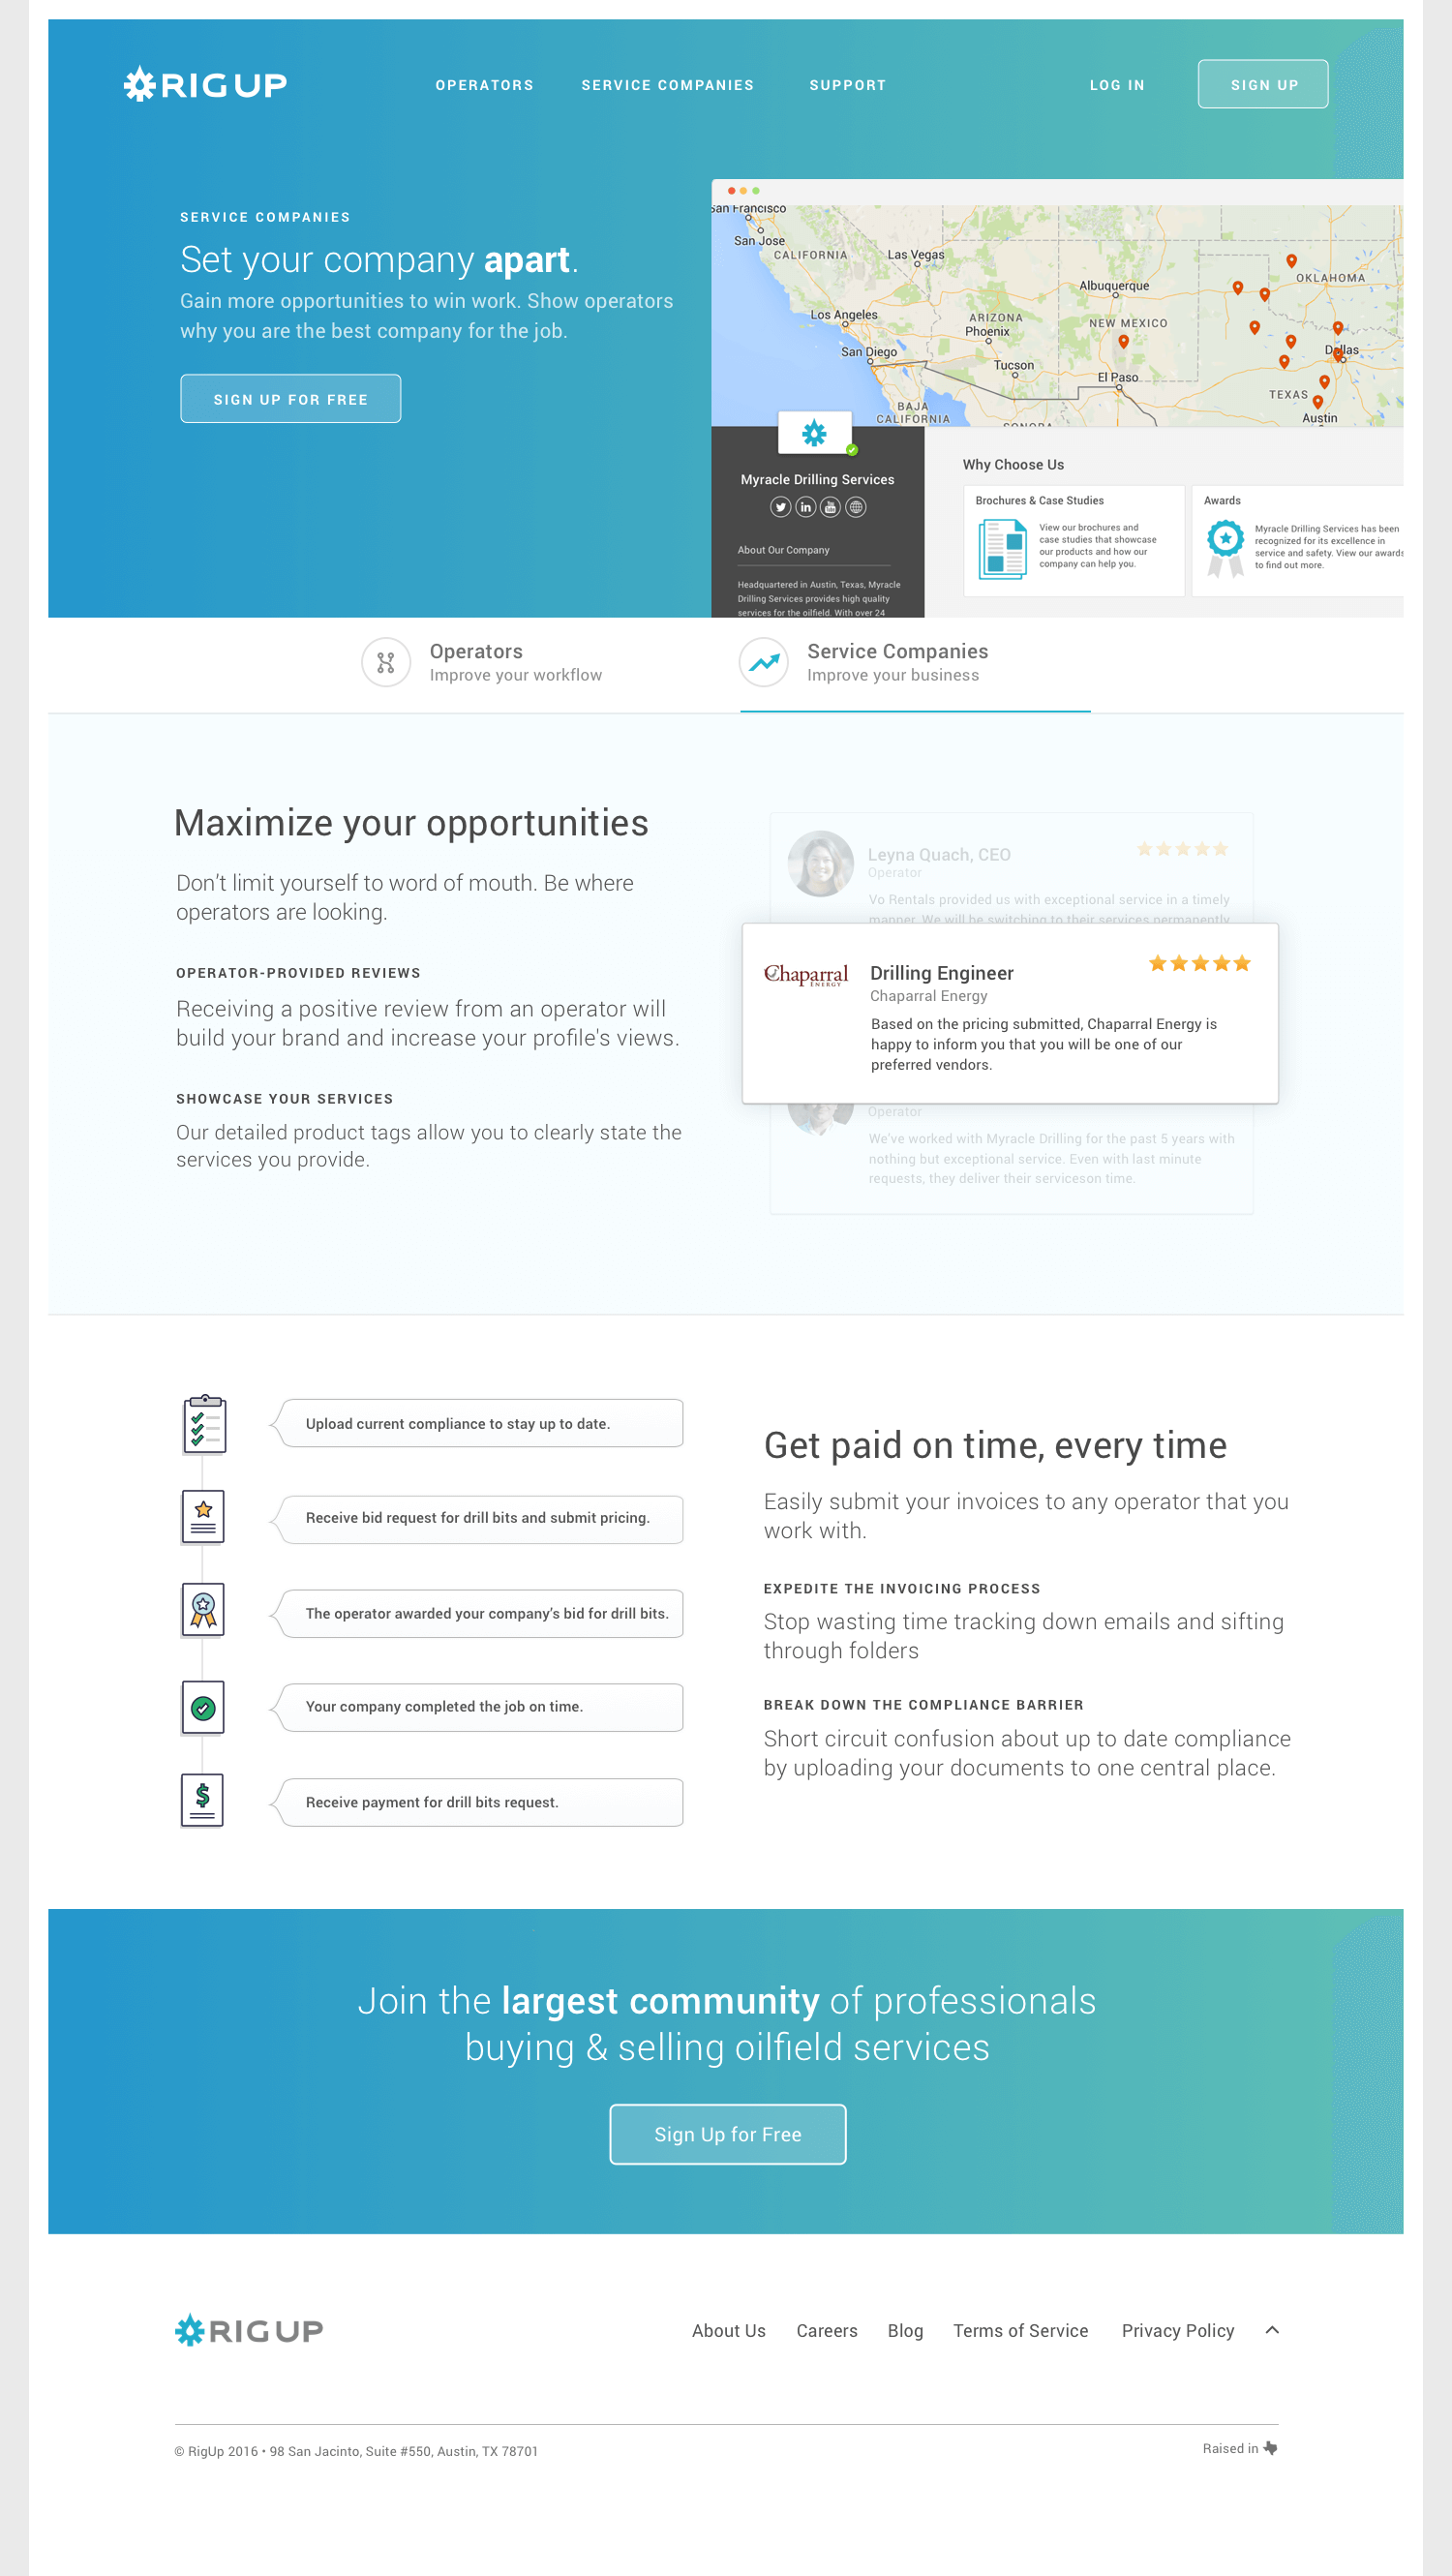 RIGUP
OPERATORS
SERVICE COMPANIES
SUPPORT
LOG IN
SIGN UP
SERVICE COMPANIES
Set your company apart.
Gain more opportunities to win work. Show operators
why you are the best company for the job.
SIGN UP FOR FREE
San Francisco
San Jose
CALIFORNIA
Las Vegas
Albuquerque
OKLAHOMA
Los Angeles
ARIZONA
Phoenix
NEW MEXICO
San Diego
Dallas
Tucson
El Paso
TEXAS
BAJA
CALIFORNIA
SONORA
Austin
Myracle Drilling Services
in
You
About Our Company
Headquartered in Austin, Texas, Myracle
Drilling Services provides high quality
services for the oilfield. With over 24
Why Choose Us
Brochures & Case Studies
View our brochures and
case studies that showcase
our products and how our
company can help you.
Awards
Myracle Drilling Services has been
recognized for its excellence in
service and safety. View our awards
to find out more.
Operators
Improve your workflow
Service Companies
Improve your business
Maximize your opportunities
Don’t limit yourself to word of mouth. Be where
operators are looking.
OPERATOR-PROVIDED REVIEWS
Receiving a positive review from an operator will
build your brand and increase your profile's views.
SHOWCASE YOUR SERVICES
Our detailed product tags allow you to clearly state the
services you provide.
Leyna Quach, CEO
Operator
Vo Rentals provided us with exceptional service in a timely
manner. We will be switching to their services permanently
Chaparral
ENERGY
Drilling Engineer
Chaparral Energy
Based on the pricing submitted, Chaparral Energy is
happy to inform you that you will be one of our
preferred vendors.
Operator
We've worked with Myracle Drilling for the past 5 years with
nothing but exceptional service. Even with last minute
requests, they deliver their serviceson time.
Upload current compliance to stay up to date.
Receive bid request for drill bits and submit pricing.
The operator awarded your company’s bid for drill bits.
Your company completed the job on time.
$
Receive payment for drill bits request.
Get paid on time, every time
Easily submit your invoices to any operator that you
work with.
EXPEDITE THE INVOICING PROCESS
Stop wasting time tracking down emails and sifting
through folders
BREAK DOWN THE COMPLIANCE BARRIER
Short circuit confusion about up to date compliance
by uploading your documents to one central place.
Join the largest community of professionals
buying & selling oilfield services
Sign Up for Free
RIGUP
About Us
Careers
Blog
Terms of Service
Privacy Policy
© RigUp 2016 • 98 San Jacinto, Suite #550, Austin, TX 78701
Raised in